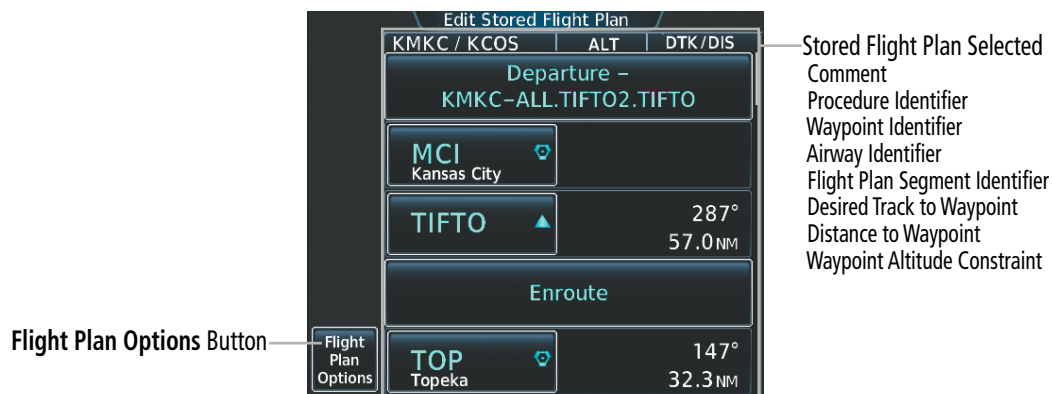 Edit Stored Flight Plan
KMKC / KCOS ALT DTK/DIS
Departure –
KMKC–ALL.TIFTO2.TIFTO
MCI
Kansas City
TIFTO
287°
57.0NM
Enroute
TOP
Topeka
147°
32.3NM
Flight
Plan
Options
Flight Plan Options Button
Stored Flight Plan Selected
Comment
Procedure Identifier
Waypoint Identifier
Airway Identifier
Flight Plan Segment Identifier
Desired Track to Waypoint
Distance to Waypoint
Waypoint Altitude Constraint